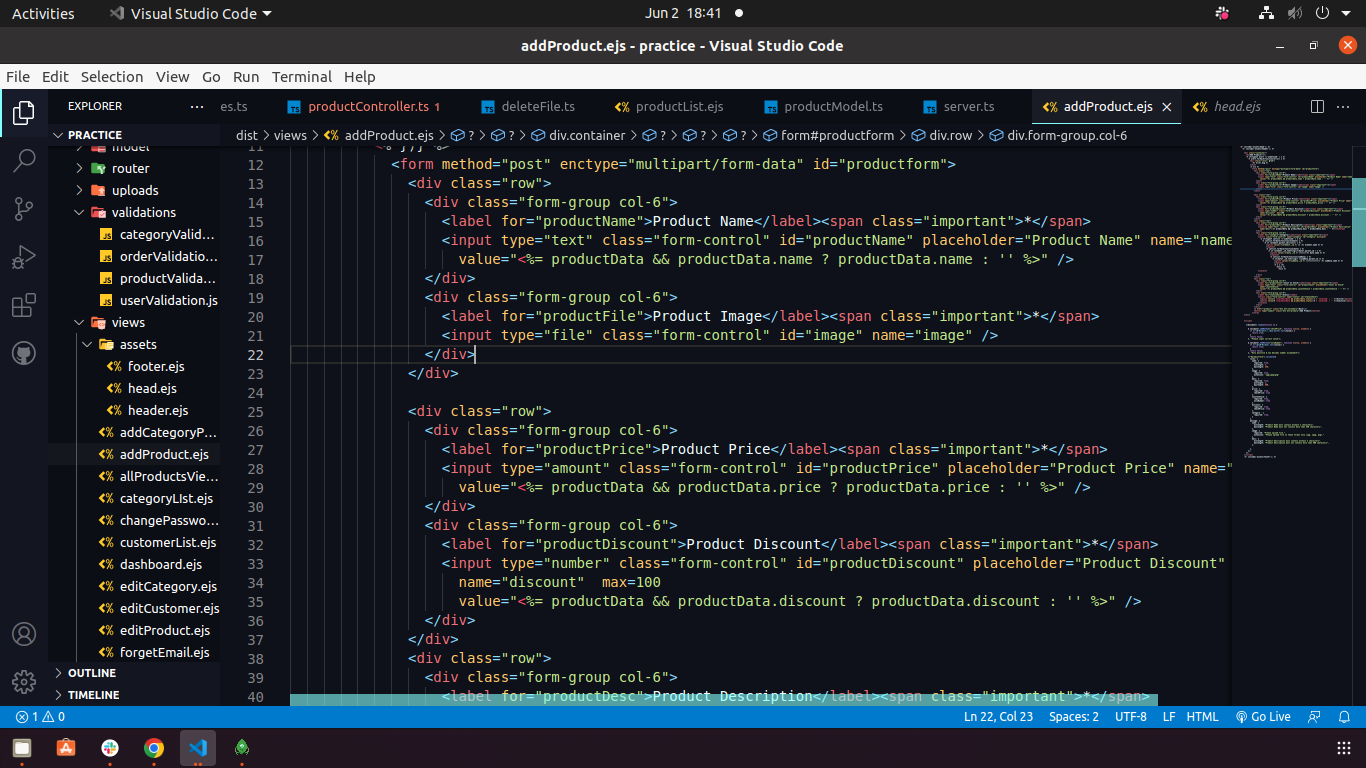 Activities Visual Studio Code Jun 2 18:41
addProduct.ejs - practice - Visual Studio Code
File Edit Selection View Go Run Terminal Help
EXPLORER ··· es.ts productController.ts 1 deleteFile.ts productList.ejs productModel.ts server.ts addProduct.ejs head.ejs ···
PRACTICE
dist > views > addProduct.ejs > ? > ? > div.container > ? > ? > ? > form#productform > div.row > div.form-group.col-6
model
router
uploads
validations
categoryValid...
orderValidatio...
productValida...
userValidation.js
views
assets
footer.ejs
head.ejs
header.ejs
addCategoryP...
addProduct.ejs
allProductsVie...
categoryLIst.ejs
changePasswo...
customerList.ejs
dashboard.ejs
editCategory.ejs
editCustomer.ejs
editProduct.ejs
forgetEmail.ejs
OUTLINE
TIMELINE
11 <% }) %>
12 <form method="post" enctype="multipart/form-data" id="productform">
13 <div class="row">
14 <div class="form-group col-6">
15 <label for="productName">Product Name</label><span class="important">*</span>
16 <input type="text" class="form-control" id="productName" placeholder="Product Name" name="name
17 value="<%= productData && productData.name ? productData.name : '' %>" />
18 </div>
19 <div class="form-group col-6">
20 <label for="productFile">Product Image</label><span class="important">*</span>
21 <input type="file" class="form-control" id="image" name="image" />
22 </div>
23 </div>
24
25 <div class="row">
26 <div class="form-group col-6">
27 <label for="productPrice">Product Price</label><span class="important">*</span>
28 <input type="amount" class="form-control" id="productPrice" placeholder="Product Price" name="
29 value="<%= productData && productData.price ? productData.price : '' %>" />
30 </div>
31 <div class="form-group col-6">
32 <label for="productDiscount">Product Discount</label><span class="important">*</span>
33 <input type="number" class="form-control" id="productDiscount" placeholder="Product Discount"
34 name="discount"  max=100
35 value="<%= productData && productData.discount ? productData.discount : '' %>" />
36 </div>
37 </div>
38 <div class="row">
39 <div class="form-group col-6">
40 <label for="productDesc">Product Description</label><span class="important">*</span>
1 0 Ln 22, Col 23 Spaces: 2 UTF-8 LF HTML Go Live